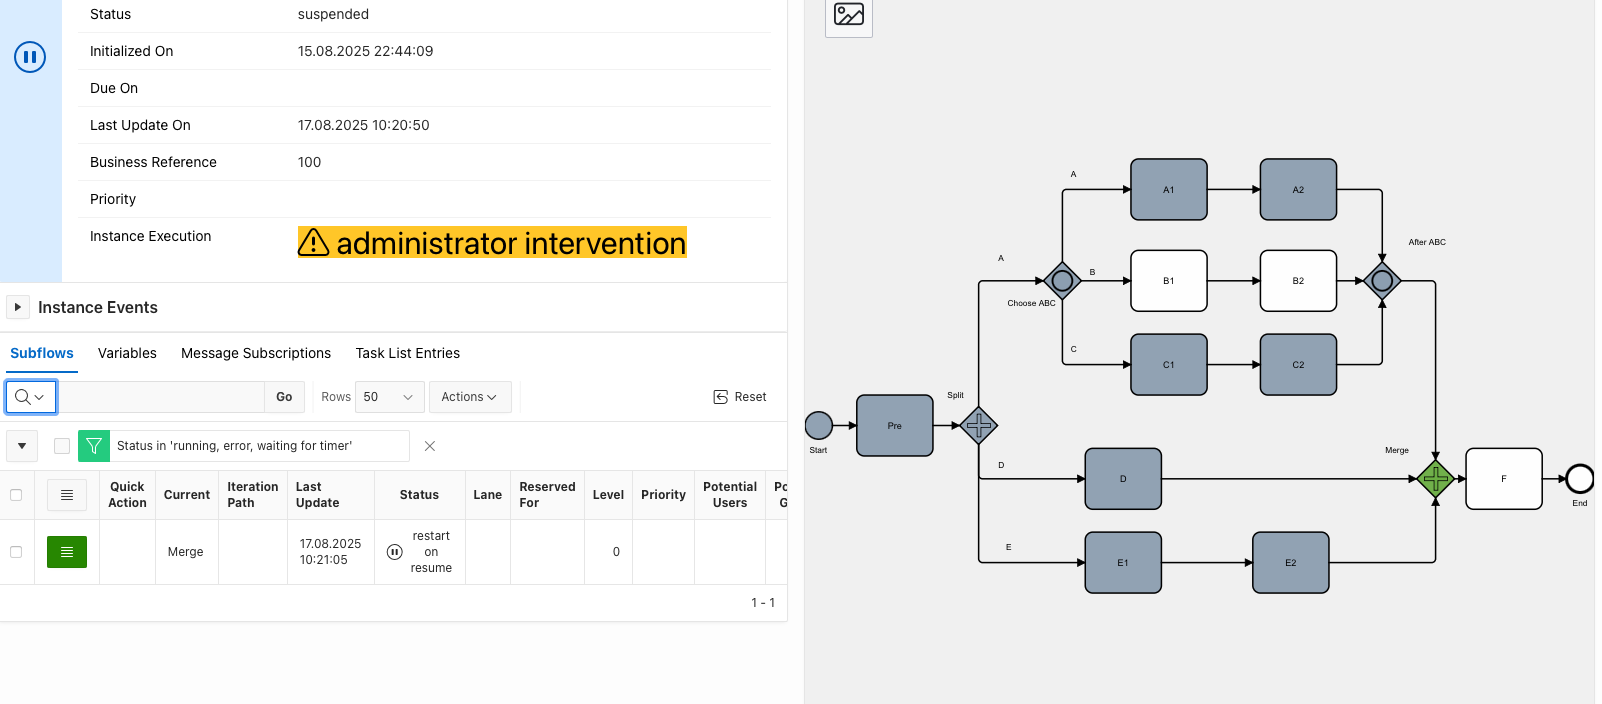 Status suspended
Initialized On 15.08.2025 22:44:09
Due On
Last Update On 17.08.2025 10:20:50
Business Reference 100
Priority
Instance Execution administrator intervention
Instance Events
Subflows Variables Message Subscriptions Task List Entries
Go Rows 50 Actions Reset
Status in 'running, error, waiting for timer'
Quick Action Current Iteration Path Last Update Status Lane Reserved For Level Priority Potential Users
Merge 17.08.2025 10:21:05 restart on resume 0
1 - 1
A
A1
A2
After ABC
A
B
B1
B2
Choose ABC
C
C1
C2
Split
Pre
Start
Merge
D
D
F
End
E
E1
E2